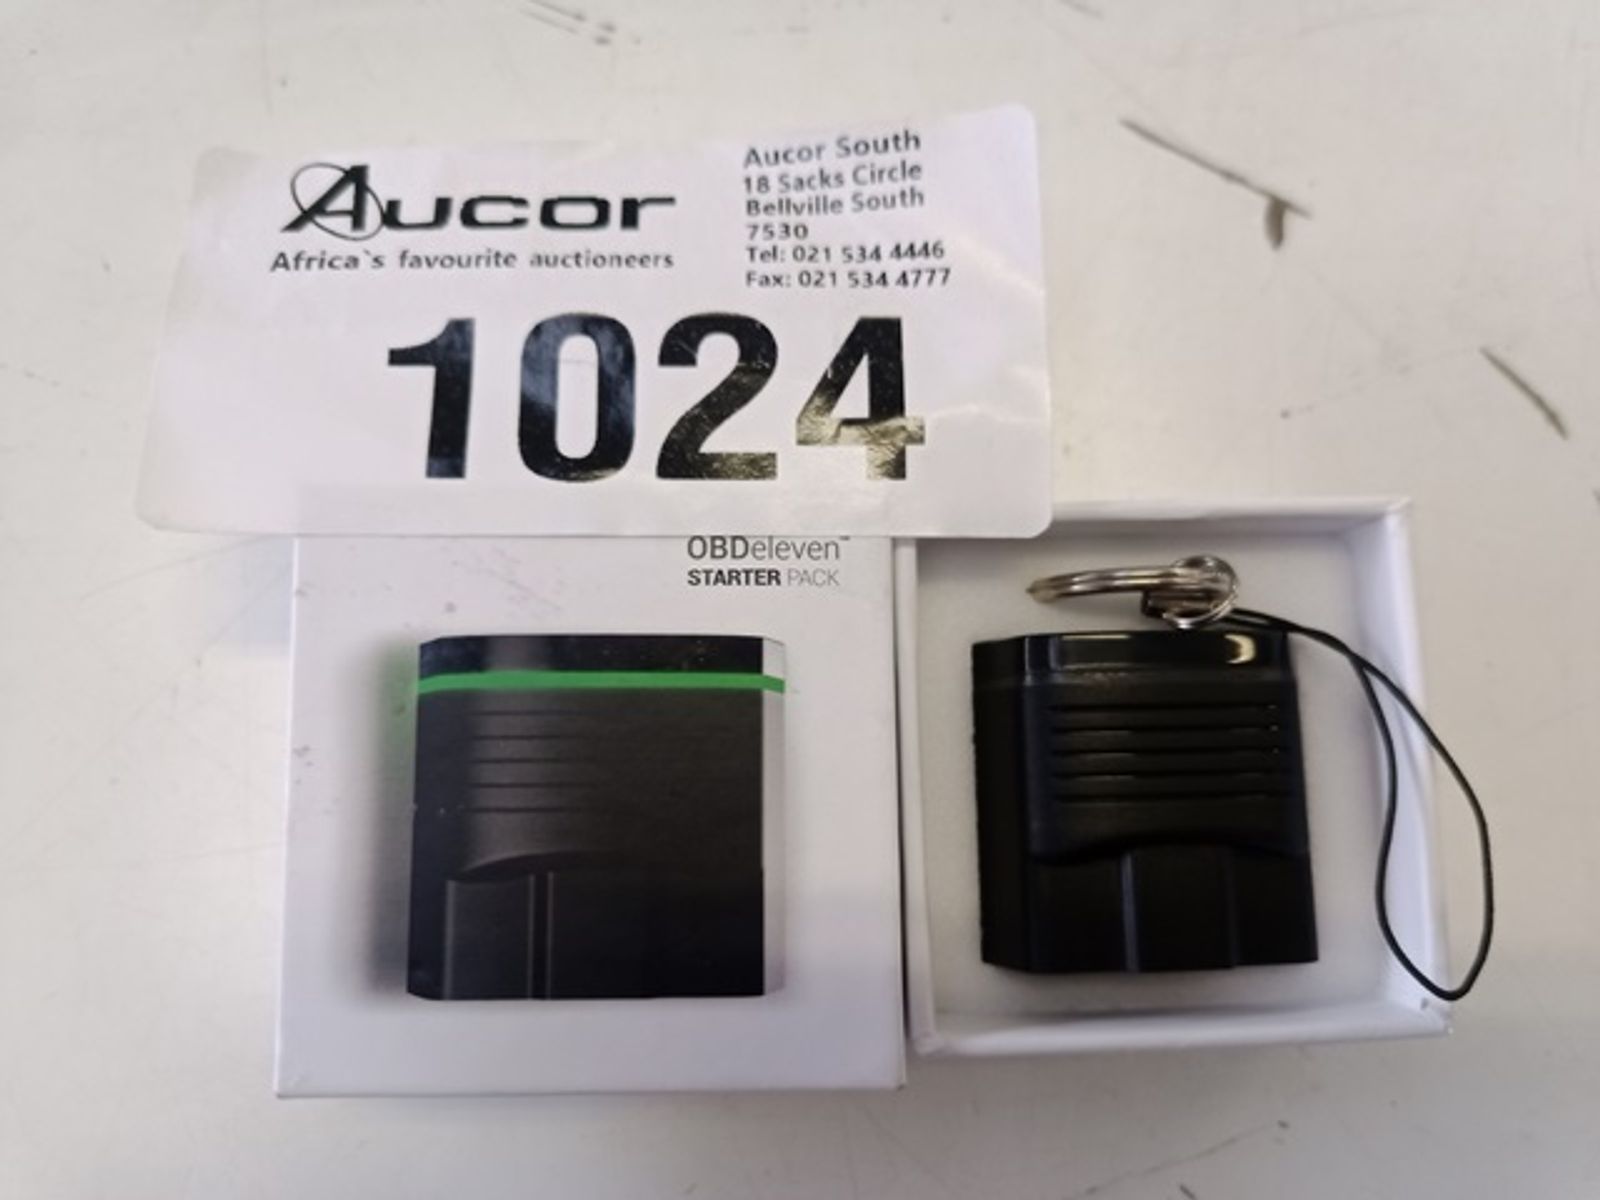 Aucor
Africa`s favourite auctioneers
Aucor South
18 Sacks Circle
Bellville South
7530
Tel: 021 534 4446
Fax: 021 534 4777
1024
OBDeleven™
STARTER PACK